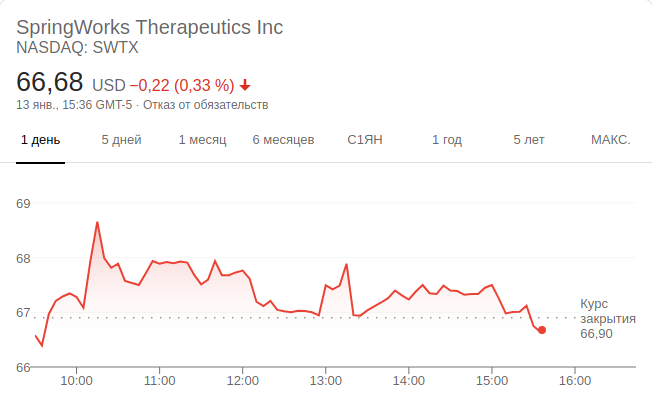 SpringWorks Therapeutics Inc
NASDAQ: SWTX
66,68 USD −0,22 (0,33 %)
13 янв., 15:36 GMT-5 · Отказ от обязательств
1 день 5 дней 1 месяц 6 месяцев С1ЯН 1 год 5 лет МАКС.
69
68
67
66
Курс
закрытия
66,90
10:00 11:00 12:00 13:00 14:00 15:00 16:00